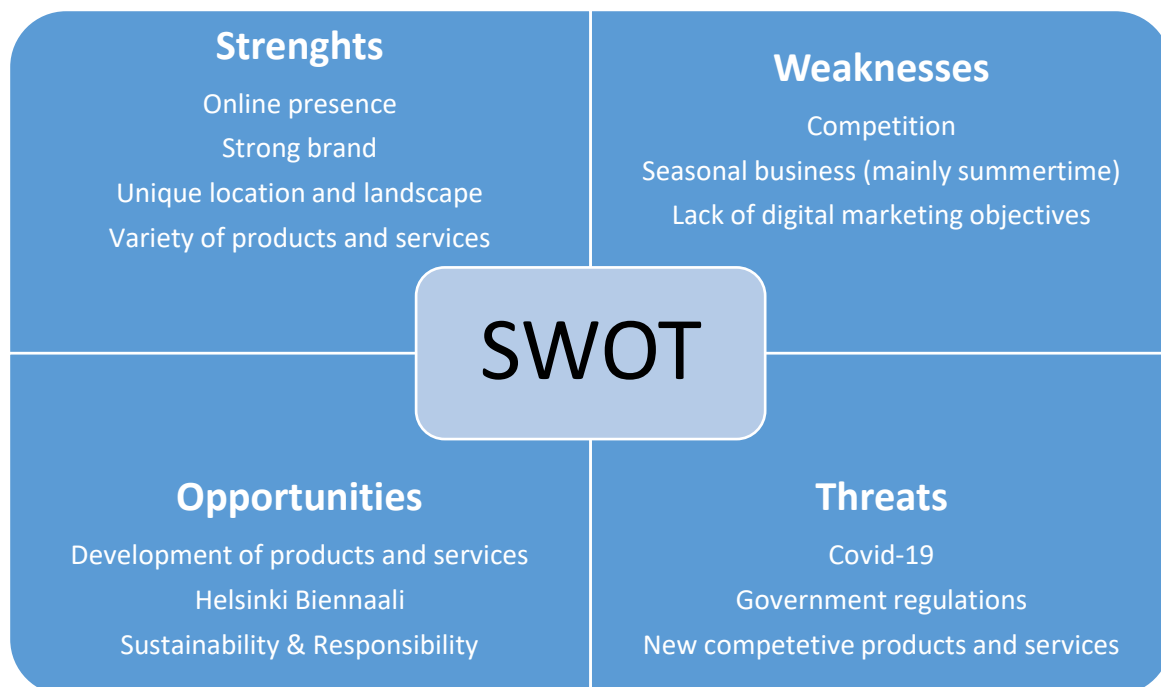 Strenghts
Online presence
Strong brand
Unique location and landscape
Variety of products and services
Weaknesses
Competition
Seasonal business (mainly summertime)
Lack of digital marketing objectives
SWOT
Opportunities
Development of products and services
Helsinki Biennaali
Sustainability & Responsibility
Threats
Covid-19
Government regulations
New competetive products and services